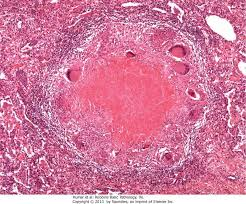 Kumar et al: Robbins Basic Pathology, 9e.
Copyright © 2013 by Saunders, an imprint of Elsevier Inc.